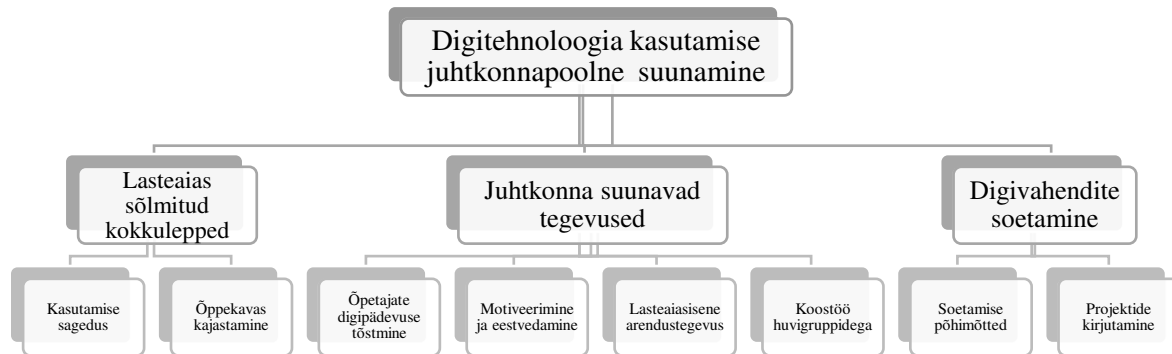 Digitehnoloogia kasutamise
juhtkonnapoolne suunamine
Lasteaias
sõlmitud
kokkulepped
Juhtkonna suunavad
tegevused
Digivahendite
soetamine
Kasutamise
sagedus
Õppekavas
kajastamine
Õpetajate
digipädevuse
tõstmine
Motiveerimine
ja eestvedamine
Lasteaiasisene
arendustegevus
Koostöö
huvigruppidega
Soetamise
põhimõtted
Projektide
kirjutamine